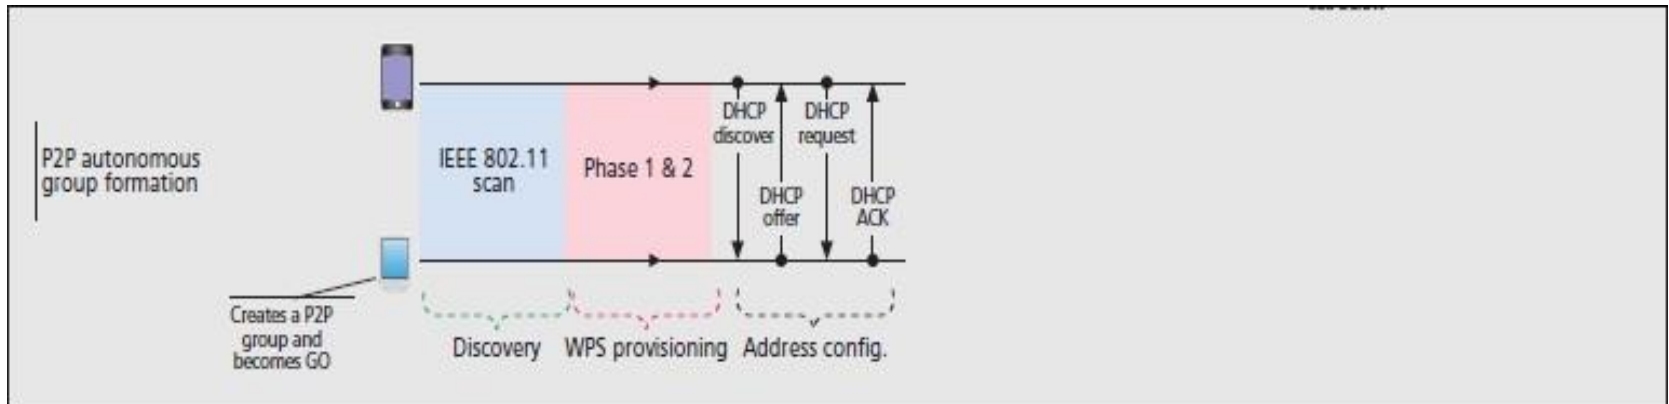 P2P autonomous
group formation
IEEE 802.11
scan
Phase 1 & 2
DHCP
discover
DHCP
offer
DHCP
request
DHCP
ACK
Creates a P2P
group and
becomes GO
Discovery
WPS provisioning
Address config.